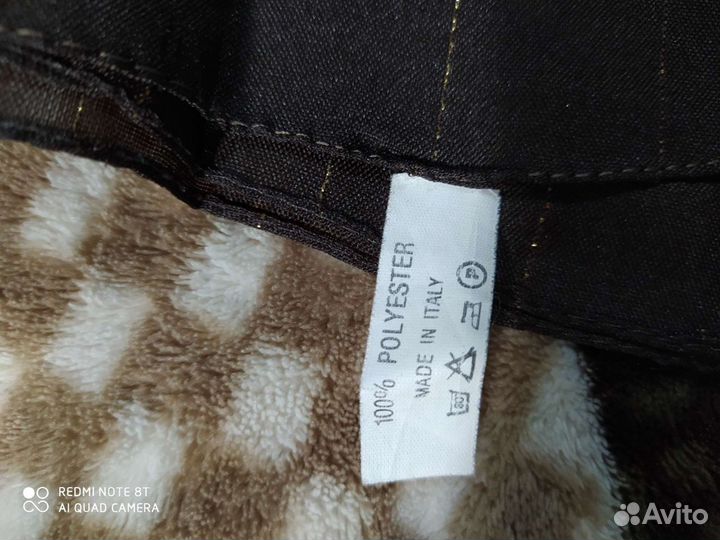 100% POLYESTER
MADE IN ITALY
P
REDMI NOTE 8T
AI QUAD CAMERA
Avito